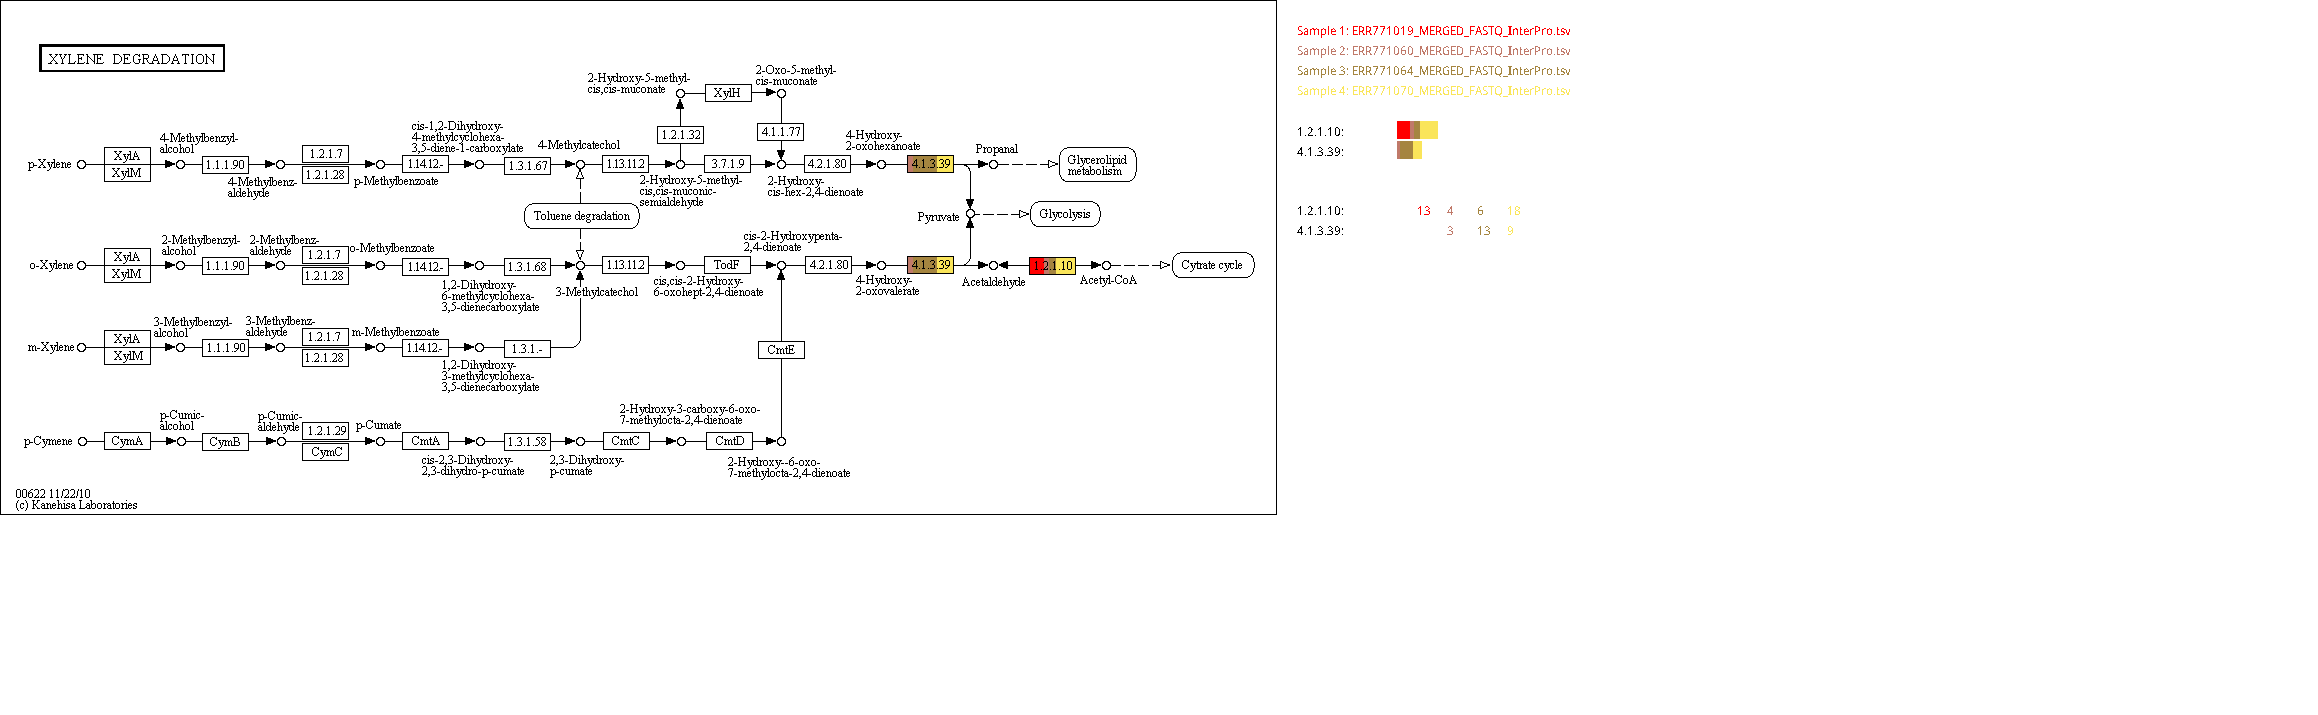 XYLENE DEGRADATION
Sample 1: ERR771019_MERGED_FASTQ_InterPro.tsv
Sample 2: ERR771060_MERGED_FASTQ_InterPro.tsv
Sample 3: ERR771064_MERGED_FASTQ_InterPro.tsv
Sample 4: ERR771070_MERGED_FASTQ_InterPro.tsv
1.2.1.10:
4.1.3.39:
1.2.1.10: 13 4 6 18
4.1.3.39: 3 13 9
2-Hydroxy-5-methyl-
cis,cis-muconate
XylH
2-Oxo-5-methyl-
cis-muconate
1.2.1.32
4.1.1.77
p-Xylene
XylA
XylM
4-Methylbenzyl-
alcohol
1.1.1.90
4-Methylbenz-
aldehyde
1.2.1.7
1.2.1.28
p-Methylbenzoate
1.14.12.-
cis-1,2-Dihydroxy-
4-methylcyclohexa-
3,5-diene-1-carboxylate
1.3.1.67
4-Methylcatechol
1.13.11.2
2-Hydroxy-5-methyl-
cis,cis-muconic-
semialdehyde
3.7.1.9
2-Hydroxy-
cis-hex-2,4-dienoate
4.2.1.80
4-Hydroxy-
2-oxohexanoate
4.1.3.39
Propanal
Glycerolipid
metabolism
Toluene degradation
Pyruvate
Glycolysis
o-Xylene
XylA
XylM
2-Methylbenzyl-
alcohol
1.1.1.90
2-Methylbenz-
aldehyde
1.2.1.7
1.2.1.28
o-Methylbenzoate
1.14.12.-
1,2-Dihydroxy-
6-methylcyclohexa-
3,5-dienecarboxylate
1.3.1.68
3-Methylcatechol
1.13.11.2
cis,cis-2-Hydroxy-
6-oxohept-2,4-dienoate
TodF
cis-2-Hydroxypenta-
2,4-dienoate
4.2.1.80
4-Hydroxy-
2-oxovalerate
4.1.3.39
Acetaldehyde
1.2.1.10
Acetyl-CoA
Cytrate cycle
m-Xylene
XylA
XylM
3-Methylbenzyl-
alcohol
1.1.1.90
3-Methylbenz-
aldehyde
1.2.1.7
1.2.1.28
m-Methylbenzoate
1.14.12.-
1,2-Dihydroxy-
3-methylcyclohexa-
3,5-dienecarboxylate
1.3.1.-
CmtE
p-Cymene
CymA
p-Cumic-
alcohol
CymB
p-Cumic-
aldehyde
1.2.1.29
CymC
p-Cumate
CmtA
cis-2,3-Dihydroxy-
2,3-dihydro-p-cumate
1.3.1.58
2,3-Dihydroxy-
p-cumate
CmtC
2-Hydroxy-3-carboxy-6-oxo-
7-methylocta-2,4-dienoate
CmtD
2-Hydroxy--6-oxo-
7-methylocta-2,4-dienoate
00622 11/22/10
(c) Kanehisa Laboratories